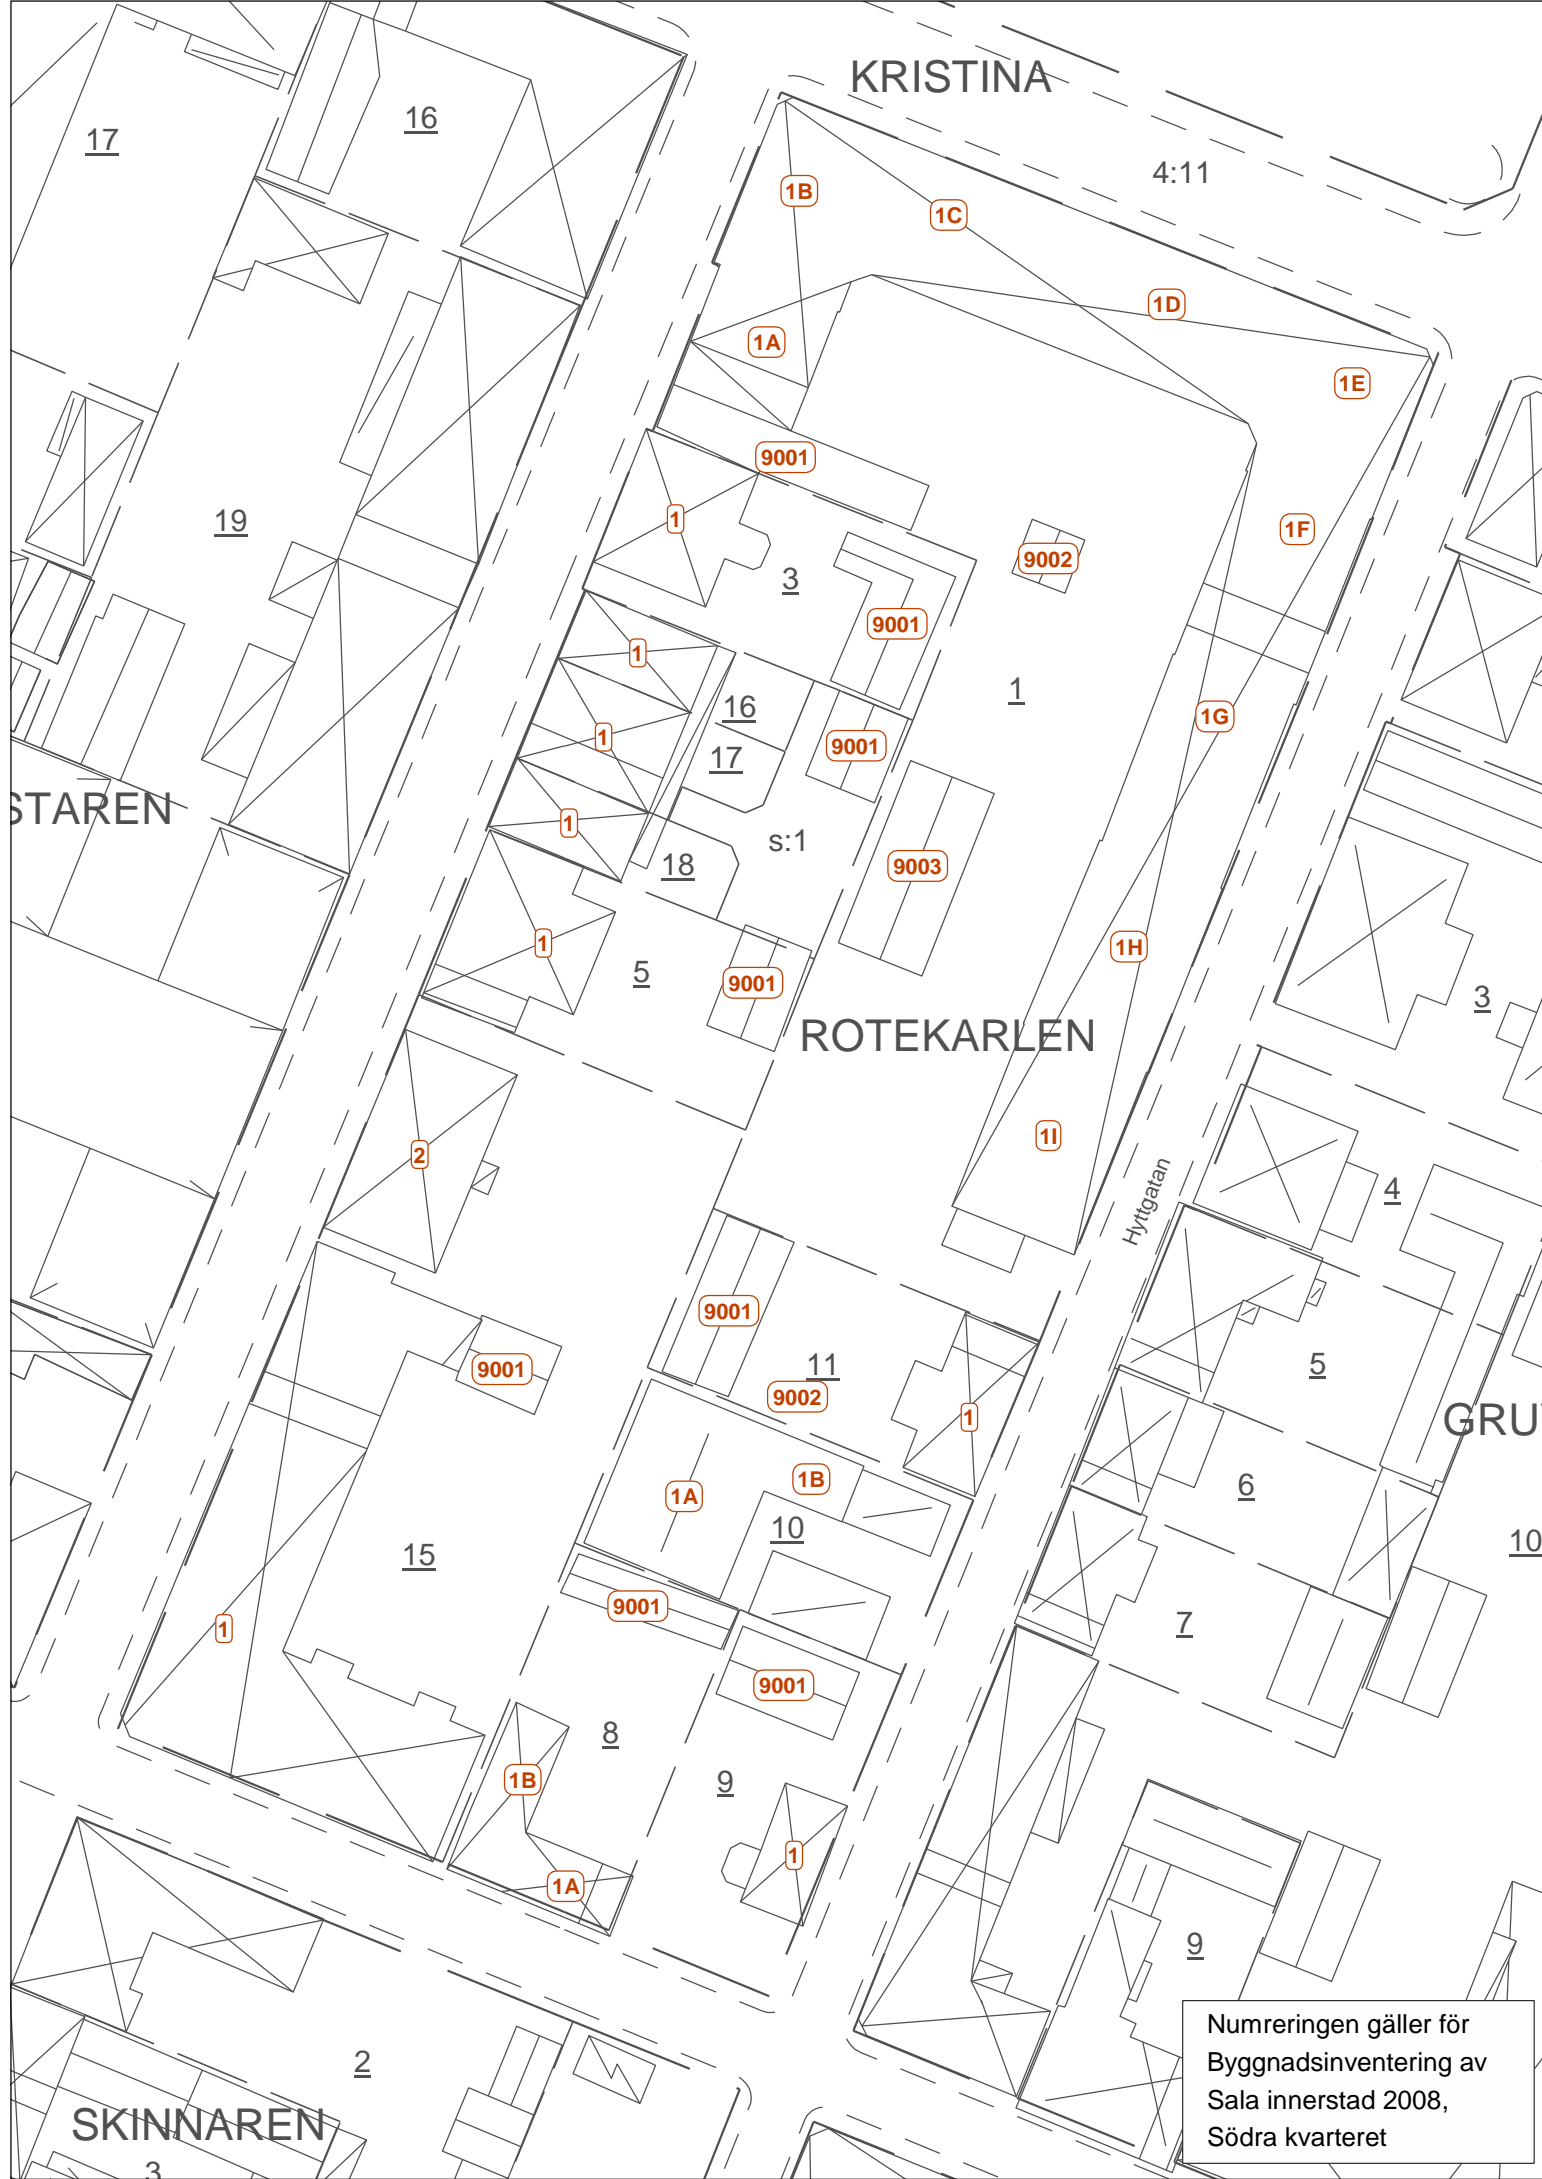 KRISTINA
16
17
4:11
1B
1C
1D
1A
1E
9001
19
1
1F
9002
3
9001
1
1
16
1G
1
9001
17
STAREN
1
s:1
18
9003
1
1H
5
9001
3
ROTEKARLEN
1I
2
4
Hyttgatan
9001
11
5
9001
9002
1
GRU
1B
6
1A
10
10
15
9001
7
1
9001
8
1B
9
1
1A
9
Numreringen gäller för
Byggnadsinventering av
Sala innerstad 2008,
Södra kvarteret
2
SKINNAREN
3